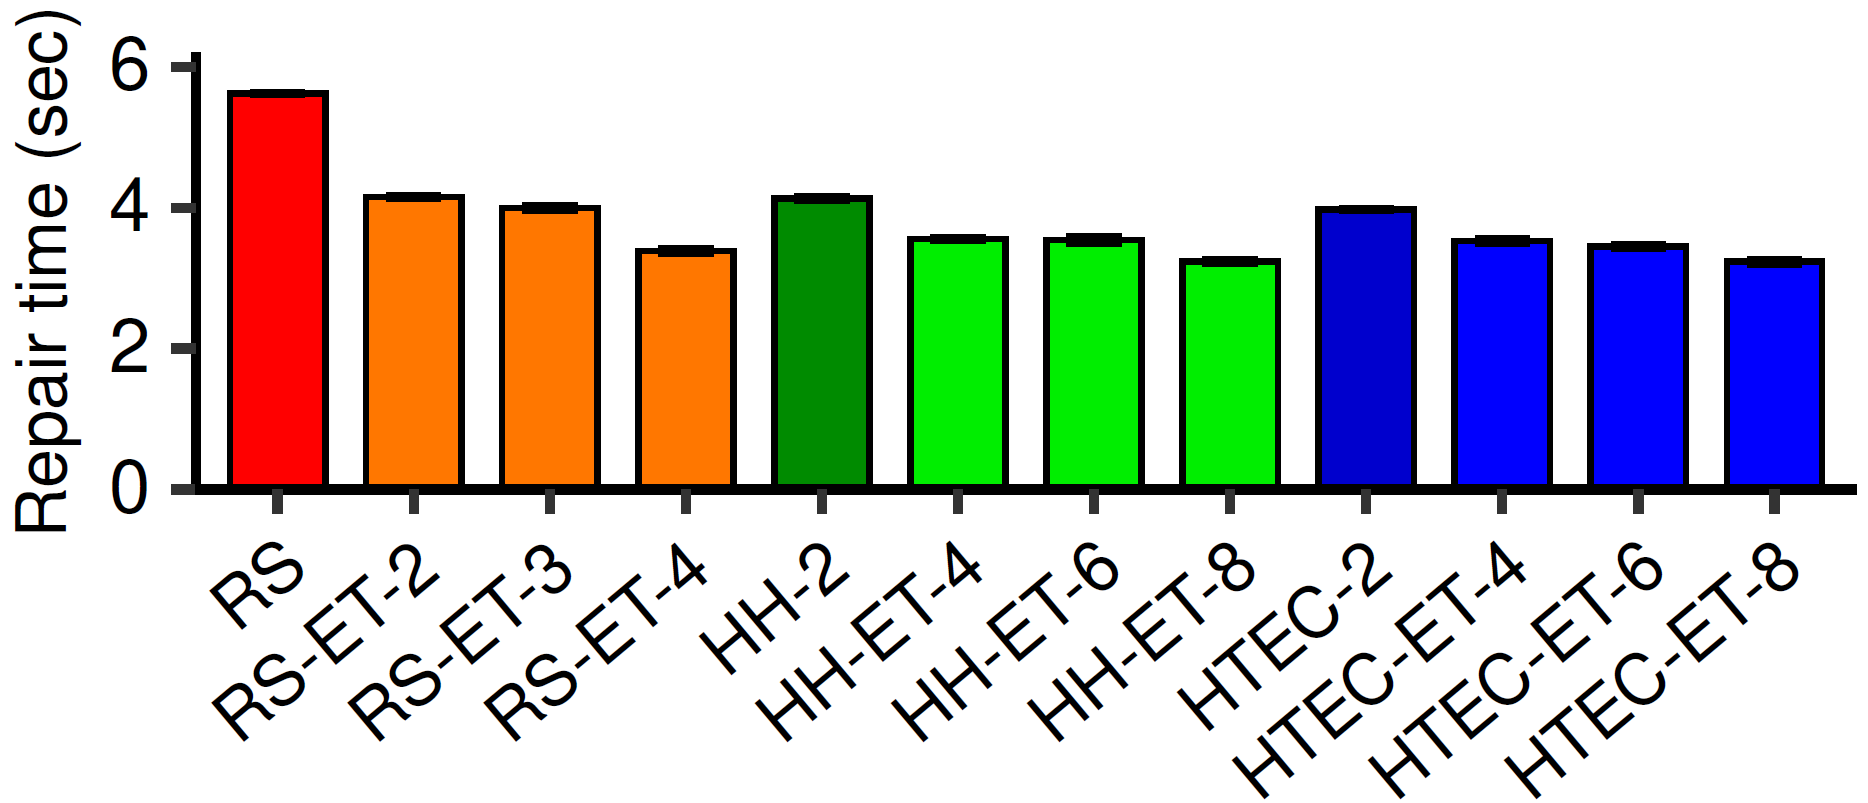 Repair time (sec)
6
4
2
0
RS
RS-ET-2
RS-ET-3
RS-ET-4
HH-2
HH-ET-4
HH-ET-6
HH-ET-8
HTEC-2
HTEC-ET-4
HTEC-ET-6
HTEC-ET-8